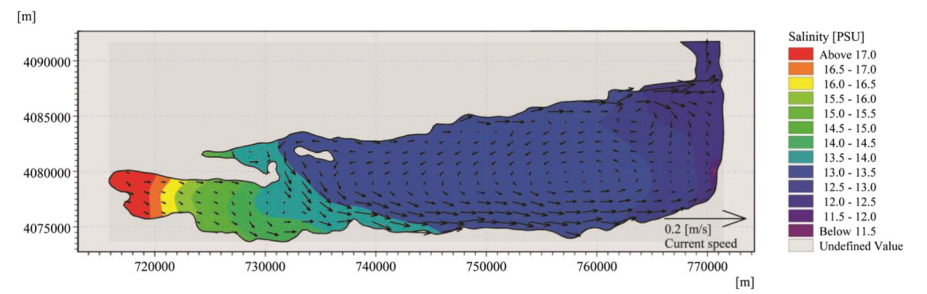 [m]
4090000
4085000
4080000
4075000
720000 730000 740000 750000 760000 770000
[m]
0.2 [m/s]
Current speed
Salinity [PSU]
Above 17.0
16.5 - 17.0
16.0 - 16.5
15.5 - 16.0
15.0 - 15.5
14.5 - 15.0
14.0 - 14.5
13.5 - 14.0
13.0 - 13.5
12.5 - 13.0
12.0 - 12.5
11.5 - 12.0
Below 11.5
Undefined Value